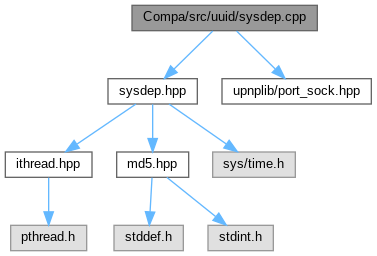 Compa/src/uuid/sysdep.cpp
sysdep.hpp
upnplib/port_sock.hpp
ithread.hpp
md5.hpp
sys/time.h
pthread.h
stddef.h
stdint.h